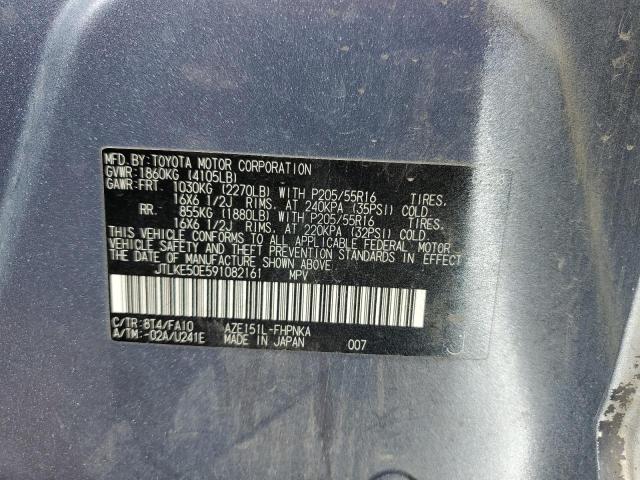 MFD.BY:TOYOTA MOTOR CORPORATION
GVWR:1860KG (4105LB)
GAWR:FRT. 1030KG (2270LB) WITH P205/55R16 TIRES.
16X6 1/2J RIMS. AT 240KPA (35PSI) COLD
RR. 855KG (1880LB) WITH P205/55R16 TIRES.
16X6 1/2J RIMS. AT 220KPA (32PSI) COLD.
THIS VEHICLE CONFORMS TO ALL APPLICABLE FEDERAL MOTOR
VEHICLE SAFETY AND THEFT PREVENTION STANDARDS IN EFFECT ON
THE DATE OF MANUFACTURE SHOWN ABOVE.
JTLKE50E591082161 MPV
C/TR:8T4/FA10 AZE151L-FHPNKA
A/TM:-02A/U241E MADE IN JAPAN 007